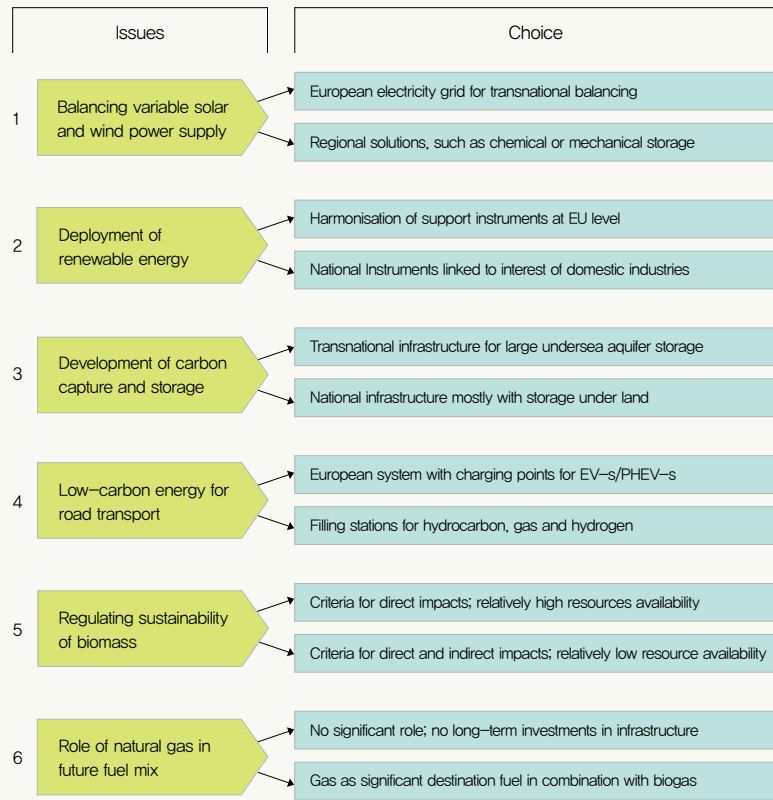 Issues
Choice
1
Balancing variable solar
and wind power supply
European electricity grid for transnational balancing
Regional solutions, such as chemical or mechanical storage
2
Deployment of
renewable energy
Harmonisation of support instruments at EU level
National Instruments linked to interest of domestic industries
3
Development of carbon
capture and storage
Transnational infrastructure for large undersea aquifer storage
National infrastructure mostly with storage under land
4
Low-carbon energy for
road transport
European system with charging points for EV-s/PHEV-s
Filling stations for hydrocarbon, gas and hydrogen
5
Regulating sustainability
of biomass
Criteria for direct impacts; relatively high resources availability
Criteria for direct and indirect impacts; relatively low resource availability
6
Role of natural gas in
future fuel mix
No significant role; no long-term investments in infrastructure
Gas as significant destination fuel in combination with biogas